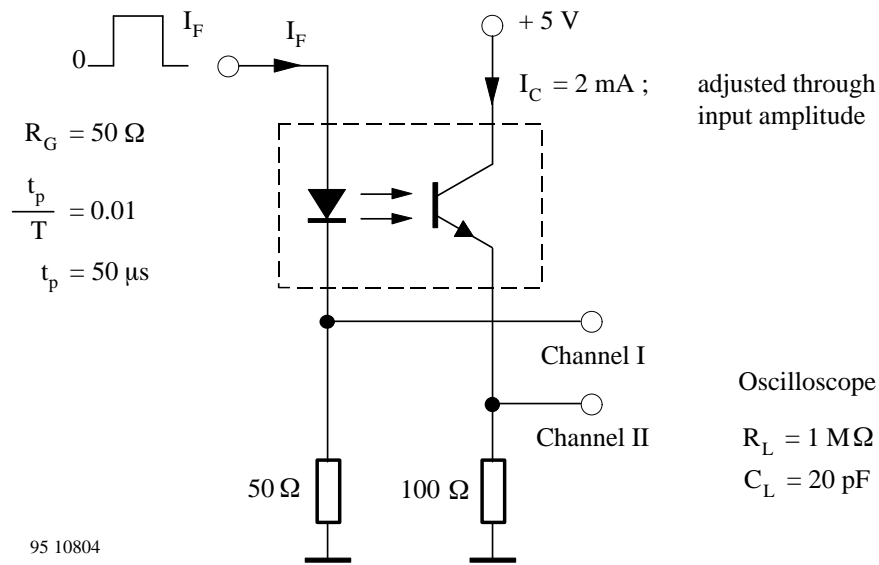 I_F
0
I_F
+ 5 V
I_C = 2 mA ;
adjusted through
input amplitude
R_G = 50 Ω
t_p
T
= 0.01
t_p = 50 μs
Channel I
Channel II
Oscilloscope
R_L = 1 MΩ
C_L = 20 pF
50 Ω
100 Ω
95 10804